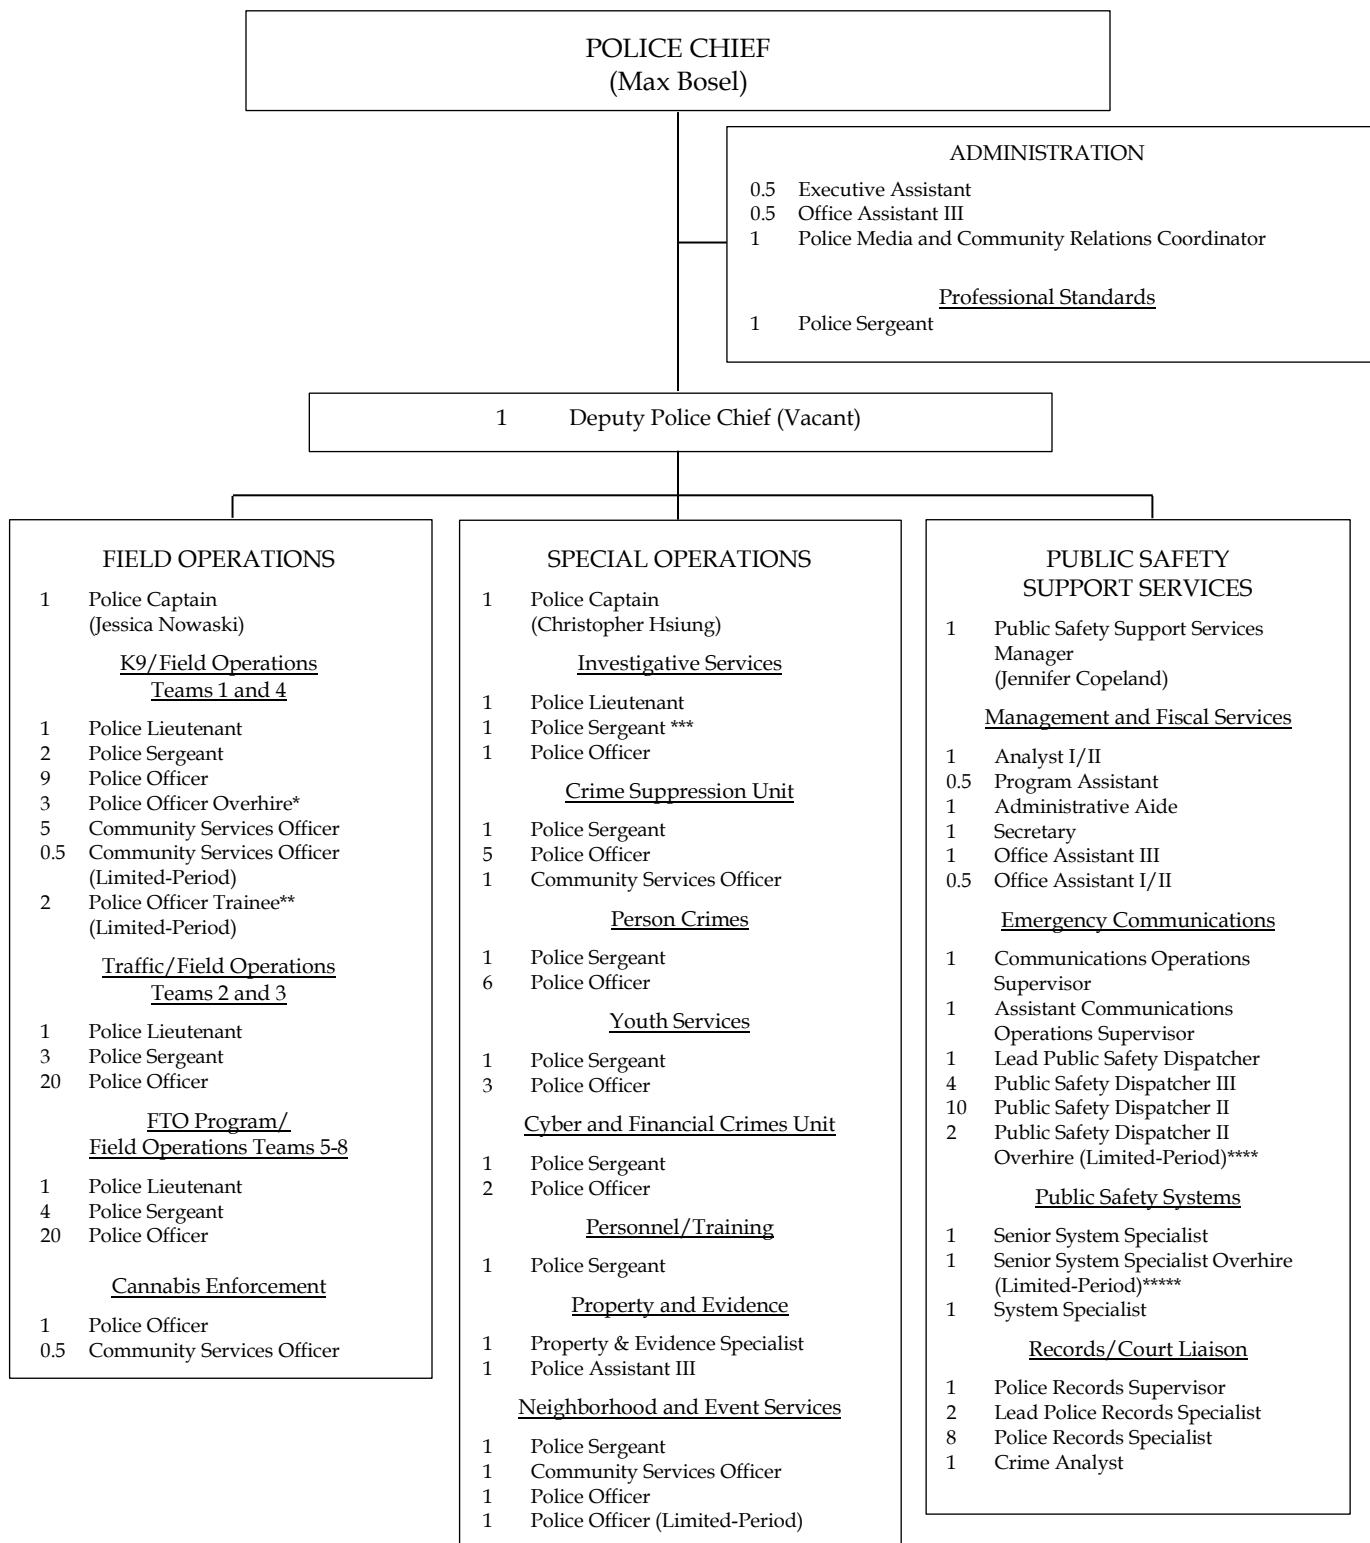 POLICE CHIEF
(Max Bosel)
ADMINISTRATION
0.5 Executive Assistant
0.5 Office Assistant III
1 Police Media and Community Relations Coordinator
Professional Standards
1 Police Sergeant
1 Deputy Police Chief (Vacant)
FIELD OPERATIONS
1 Police Captain
(Jessica Nowaski)
K9/Field Operations
Teams 1 and 4
1 Police Lieutenant
2 Police Sergeant
9 Police Officer
3 Police Officer Overhire*
5 Community Services Officer
0.5 Community Services Officer
(Limited-Period)
2 Police Officer Trainee**
(Limited-Period)
Traffic/Field Operations
Teams 2 and 3
1 Police Lieutenant
3 Police Sergeant
20 Police Officer
FTO Program/
Field Operations Teams 5-8
1 Police Lieutenant
4 Police Sergeant
20 Police Officer
Cannabis Enforcement
1 Police Officer
0.5 Community Services Officer
SPECIAL OPERATIONS
1 Police Captain
(Christopher Hsiung)
Investigative Services
1 Police Lieutenant
1 Police Sergeant ***
1 Police Officer
Crime Suppression Unit
1 Police Sergeant
5 Police Officer
1 Community Services Officer
Person Crimes
1 Police Sergeant
6 Police Officer
Youth Services
1 Police Sergeant
3 Police Officer
Cyber and Financial Crimes Unit
1 Police Sergeant
2 Police Officer
Personnel/Training
1 Police Sergeant
Property and Evidence
1 Property & Evidence Specialist
1 Police Assistant III
Neighborhood and Event Services
1 Police Sergeant
1 Community Services Officer
1 Police Officer
1 Police Officer (Limited-Period)
PUBLIC SAFETY
SUPPORT SERVICES
1 Public Safety Support Services
Manager
(Jennifer Copeland)
Management and Fiscal Services
1 Analyst I/II
0.5 Program Assistant
1 Administrative Aide
1 Secretary
1 Office Assistant III
0.5 Office Assistant I/II
Emergency Communications
1 Communications Operations
Supervisor
1 Assistant Communications
Operations Supervisor
1 Lead Public Safety Dispatcher
4 Public Safety Dispatcher III
10 Public Safety Dispatcher II
2 Public Safety Dispatcher II
Overhire (Limited-Period)****
Public Safety Systems
1 Senior System Specialist
1 Senior System Specialist Overhire
(Limited-Period)*****
1 System Specialist
Records/Court Liaison
1 Police Records Supervisor
2 Lead Police Records Specialist
8 Police Records Specialist
1 Crime Analyst